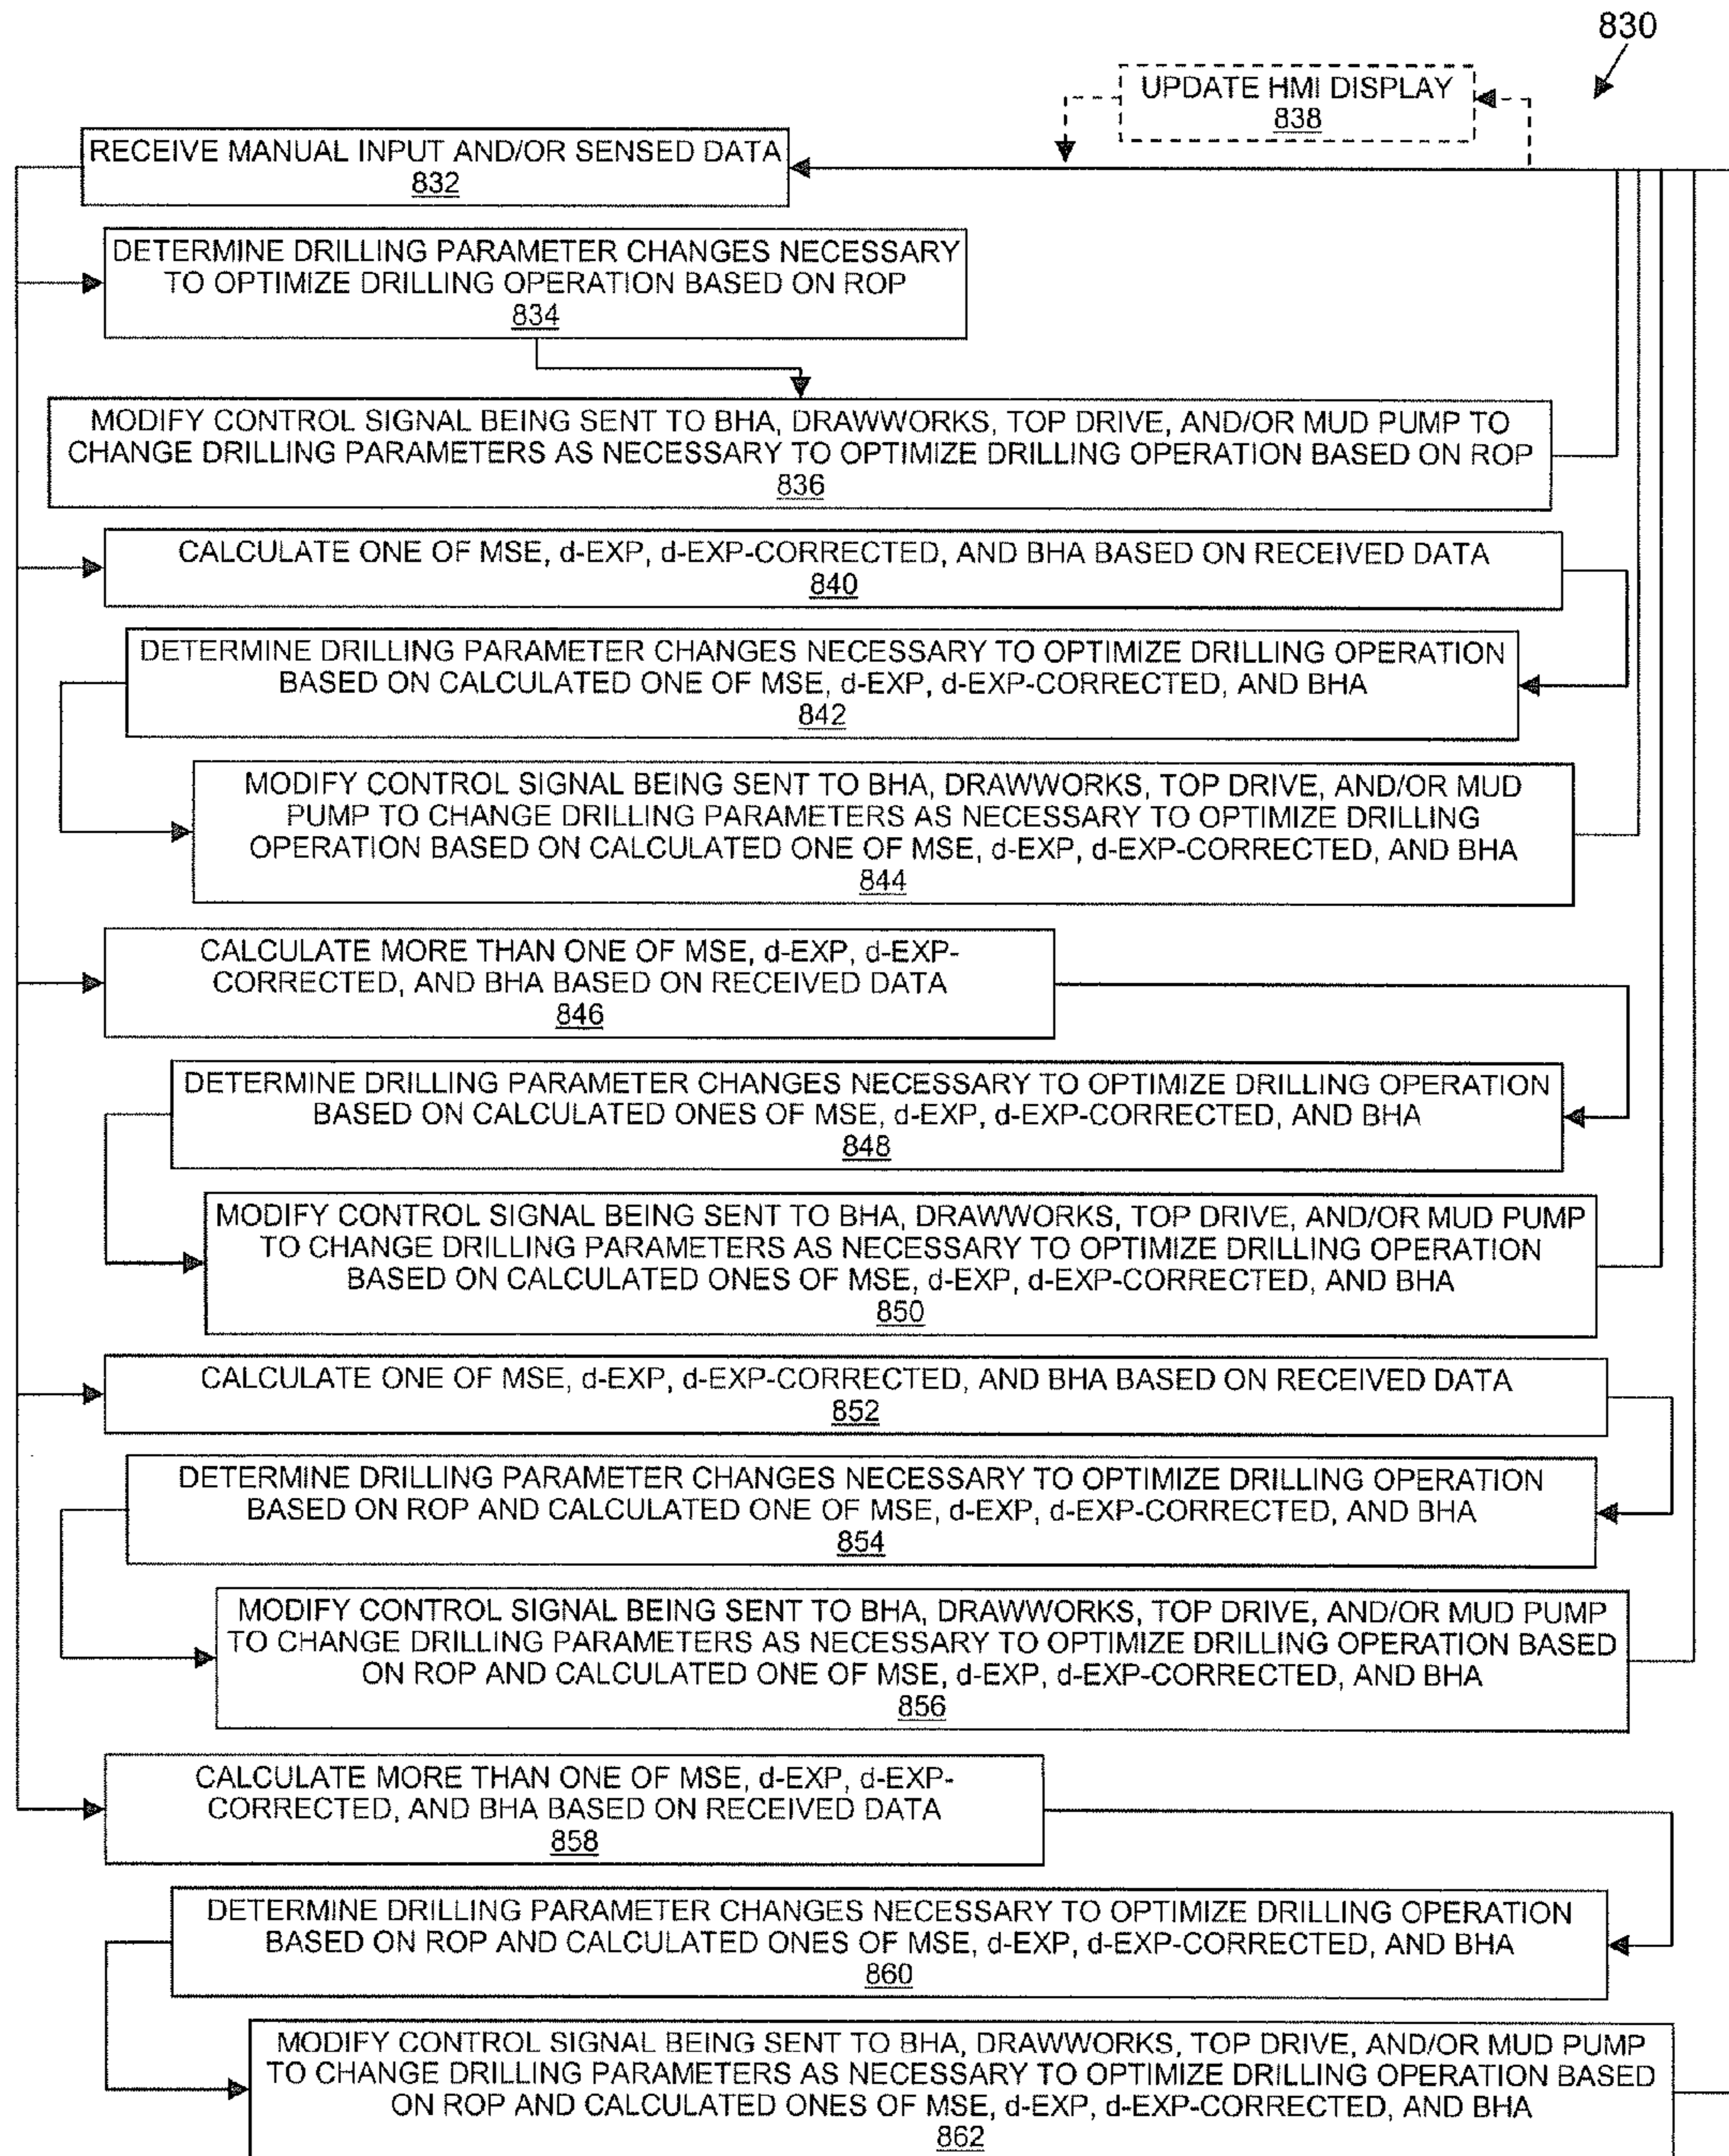 830
UPDATE HMI DISPLAY
838
RECEIVE MANUAL INPUT AND/OR SENSED DATA
832
DETERMINE DRILLING PARAMETER CHANGES NECESSARY
TO OPTIMIZE DRILLING OPERATION BASED ON ROP
834
MODIFY CONTROL SIGNAL BEING SENT TO BHA, DRAWWORKS, TOP DRIVE, AND/OR MUD PUMP TO
CHANGE DRILLING PARAMETERS AS NECESSARY TO OPTIMIZE DRILLING OPERATION BASED ON ROP
836
CALCULATE ONE OF MSE, d-EXP, d-EXP-CORRECTED, AND BHA BASED ON RECEIVED DATA
840
DETERMINE DRILLING PARAMETER CHANGES NECESSARY TO OPTIMIZE DRILLING OPERATION
BASED ON CALCULATED ONE OF MSE, d-EXP, d-EXP-CORRECTED, AND BHA
842
MODIFY CONTROL SIGNAL BEING SENT TO BHA, DRAWWORKS, TOP DRIVE, AND/OR MUD
PUMP TO CHANGE DRILLING PARAMETERS AS NECESSARY TO OPTIMIZE DRILLING
OPERATION BASED ON CALCULATED ONE OF MSE, d-EXP, d-EXP-CORRECTED, AND BHA
844
CALCULATE MORE THAN ONE OF MSE, d-EXP, d-EXP-
CORRECTED, AND BHA BASED ON RECEIVED DATA
846
DETERMINE DRILLING PARAMETER CHANGES NECESSARY TO OPTIMIZE DRILLING OPERATION
BASED ON CALCULATED ONES OF MSE, d-EXP, d-EXP-CORRECTED, AND BHA
848
MODIFY CONTROL SIGNAL BEING SENT TO BHA, DRAWWORKS, TOP DRIVE, AND/OR MUD PUMP
TO CHANGE DRILLING PARAMETERS AS NECESSARY TO OPTIMIZE DRILLING OPERATION
BASED ON CALCULATED ONES OF MSE, d-EXP, d-EXP-CORRECTED, AND BHA
850
CALCULATE ONE OF MSE, d-EXP, d-EXP-CORRECTED, AND BHA BASED ON RECEIVED DATA
852
DETERMINE DRILLING PARAMETER CHANGES NECESSARY TO OPTIMIZE DRILLING OPERATION
BASED ON ROP AND CALCULATED ONE OF MSE, d-EXP, d-EXP-CORRECTED, AND BHA
854
MODIFY CONTROL SIGNAL BEING SENT TO BHA, DRAWWORKS, TOP DRIVE, AND/OR MUD PUMP
TO CHANGE DRILLING PARAMETERS AS NECESSARY TO OPTIMIZE DRILLING OPERATION BASED
ON ROP AND CALCULATED ONE OF MSE, d-EXP, d-EXP-CORRECTED, AND BHA
856
CALCULATE MORE THAN ONE OF MSE, d-EXP, d-EXP-
CORRECTED, AND BHA BASED ON RECEIVED DATA
858
DETERMINE DRILLING PARAMETER CHANGES NECESSARY TO OPTIMIZE DRILLING OPERATION
BASED ON ROP AND CALCULATED ONES OF MSE, d-EXP, d-EXP-CORRECTED, AND BHA
860
MODIFY CONTROL SIGNAL BEING SENT TO BHA, DRAWWORKS, TOP DRIVE, AND/OR MUD PUMP
TO CHANGE DRILLING PARAMETERS AS NECESSARY TO OPTIMIZE DRILLING OPERATION BASED
ON ROP AND CALCULATED ONES OF MSE, d-EXP, d-EXP-CORRECTED, AND BHA
862